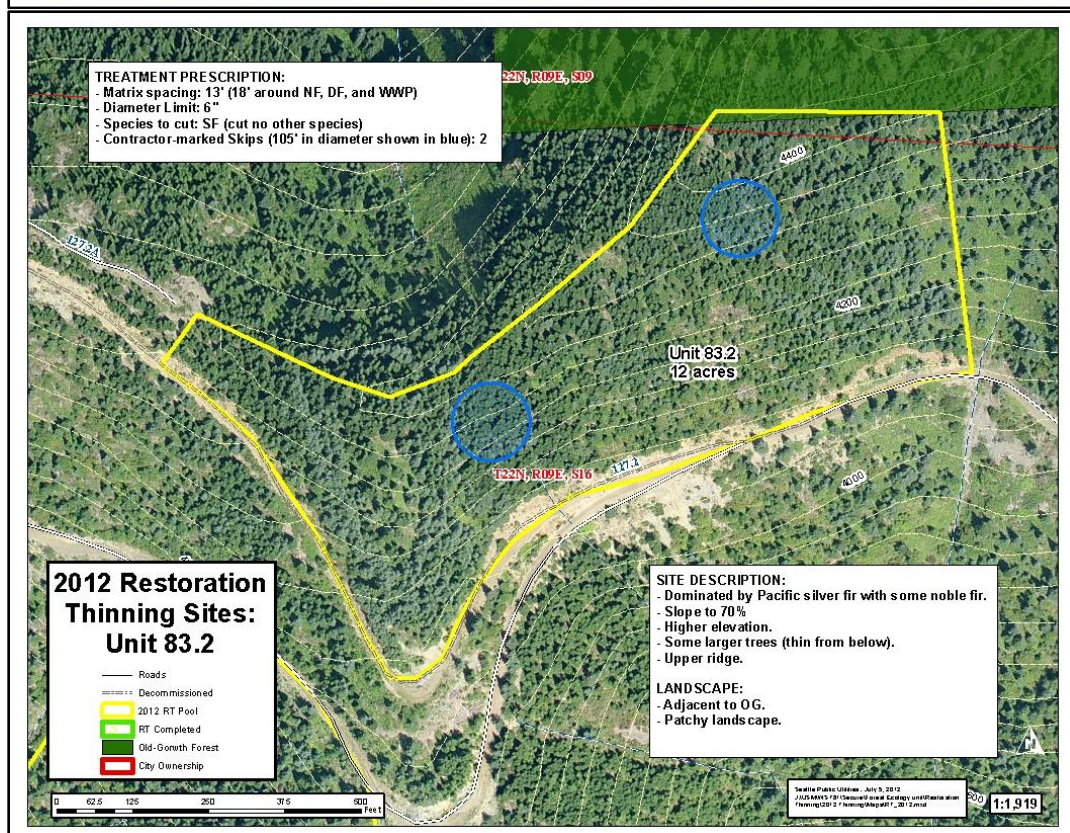 TREATMENT PRESCRIPTION:
- Matrix spacing: 13' (18' around NF, DF, and WWP)
- Diameter Limit: 6"
- Species to cut: SF (cut no other species)
- Contractor-marked Skips (105' in diameter shown in blue): 2
22N, R09E, S09
4400
127.2A
4200
Unit 83.2
12 acres
T22N, R09E, S16
127.2
4000
2012 Restoration
Thinning Sites:
Unit 83.2
Roads
Decommissioned
2012 RT Pool
RT Completed
Old-Gorwth Forest
City Ownership
0 62.5 125 250 375 500
Feet
SITE DESCRIPTION:
- Dominated by Pacific silver fir with some noble fir.
- Slope to 70%
- Higher elevation.
- Some larger trees (thin from below).
- Upper ridge.
LANDSCAPE:
- Adjacent to OG.
- Patchy landscape.
Seattle Public Utilities, July 5, 2012
1:1,919